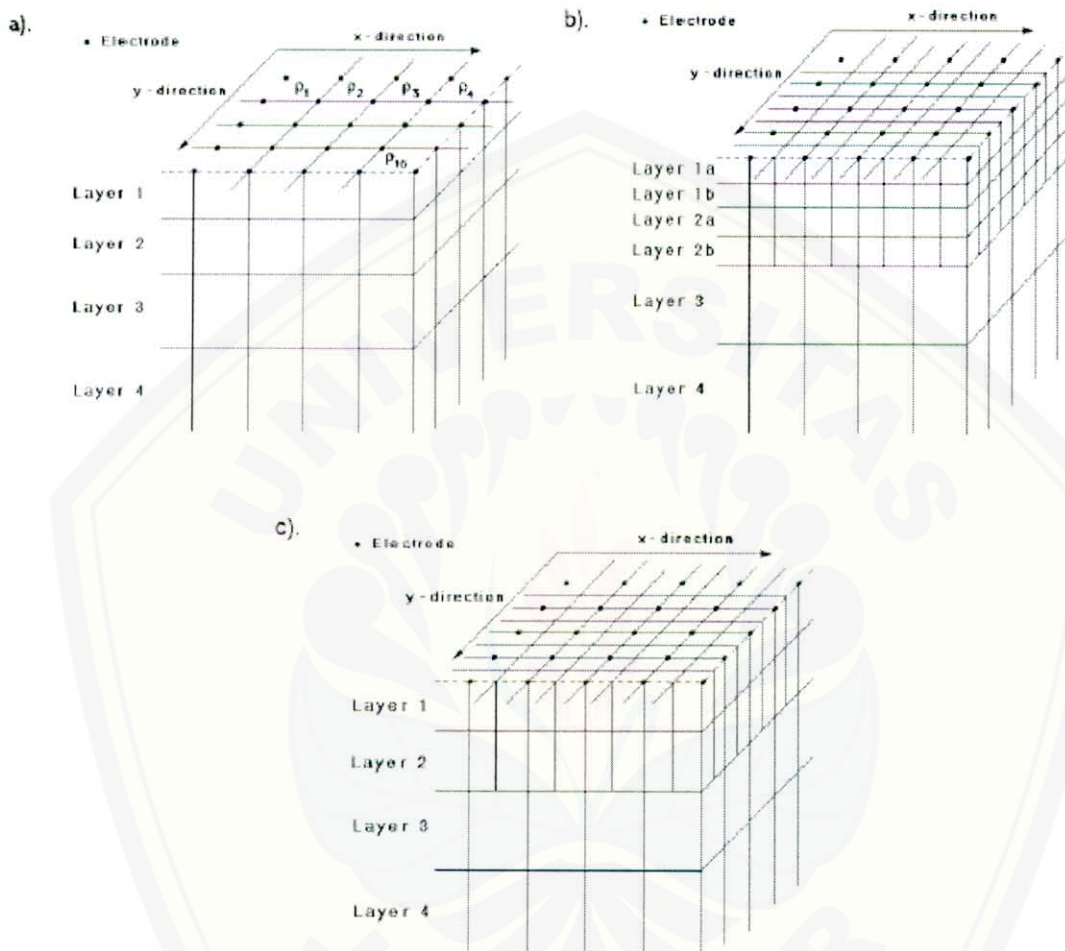 a).
• Electrode
x-direction
y-direction
ρ1 ρ2 ρ3 ρ4
ρ16
Layer 1
Layer 2
Layer 3
Layer 4
b).
• Electrode
x-direction
y-direction
Layer 1a
Layer 1b
Layer 2a
Layer 2b
Layer 3
Layer 4
c).
• Electrode
x-direction
y-direction
Layer 1
Layer 2
Layer 3
Layer 4
UNIVERSITAS